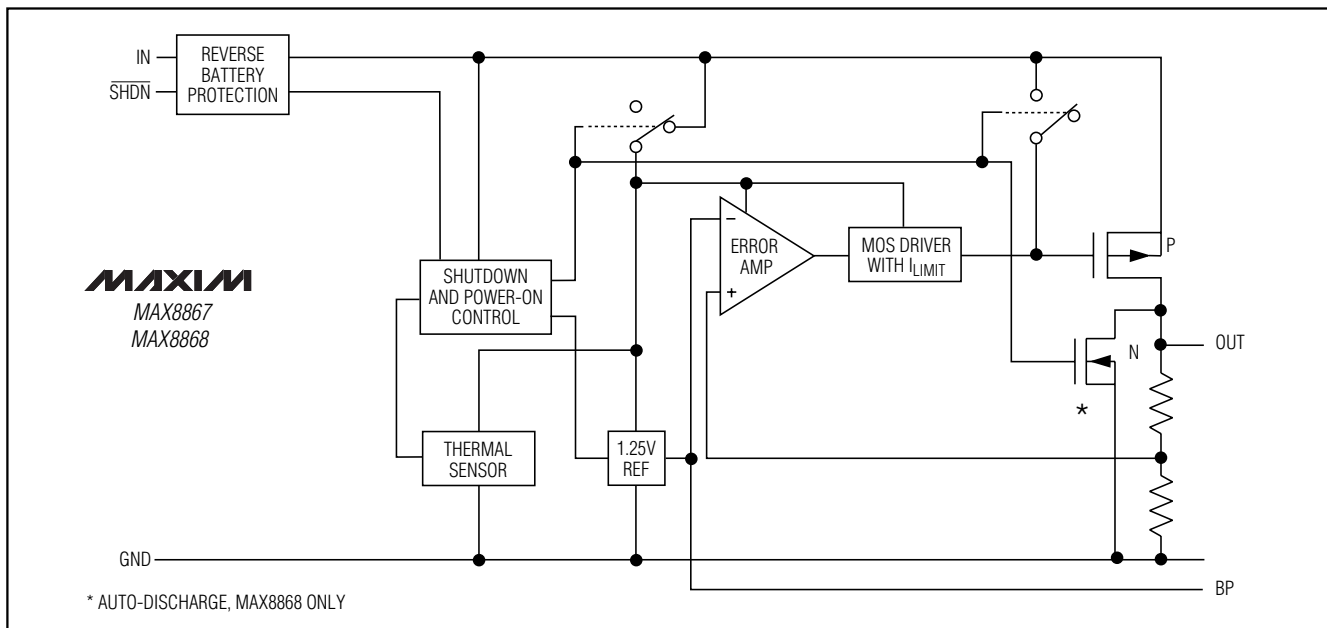 IN
REVERSE
BATTERY
PROTECTION
SHDN
P
−
ERROR
AMP
+
MOS DRIVER
WITH ILIMIT
SHUTDOWN
AND POWER-ON
CONTROL
MAXIM
MAX8867
MAX8868
OUT
N
*
THERMAL
SENSOR
1.25V
REF
GND
BP
* AUTO-DISCHARGE, MAX8868 ONLY